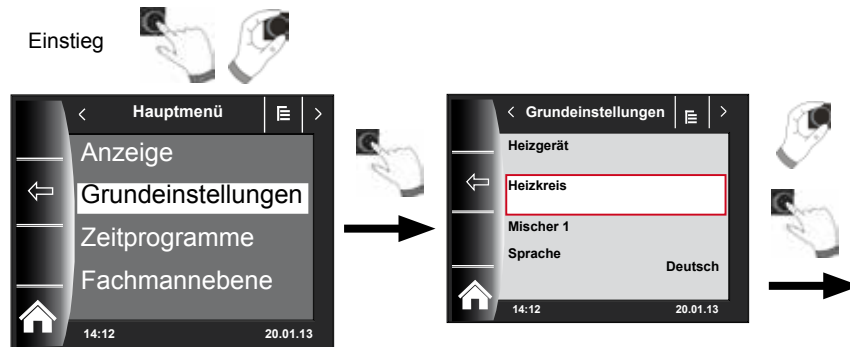 Einstieg
Hauptmenü
Anzeige
Grundeinstellungen
Zeitprogramme
Fachmannebene
14:12 20.01.13
Grundeinstellungen
Heizgerät
Heizkreis
Mischer 1
Sprache
Deutsch
14:12 20.01.13